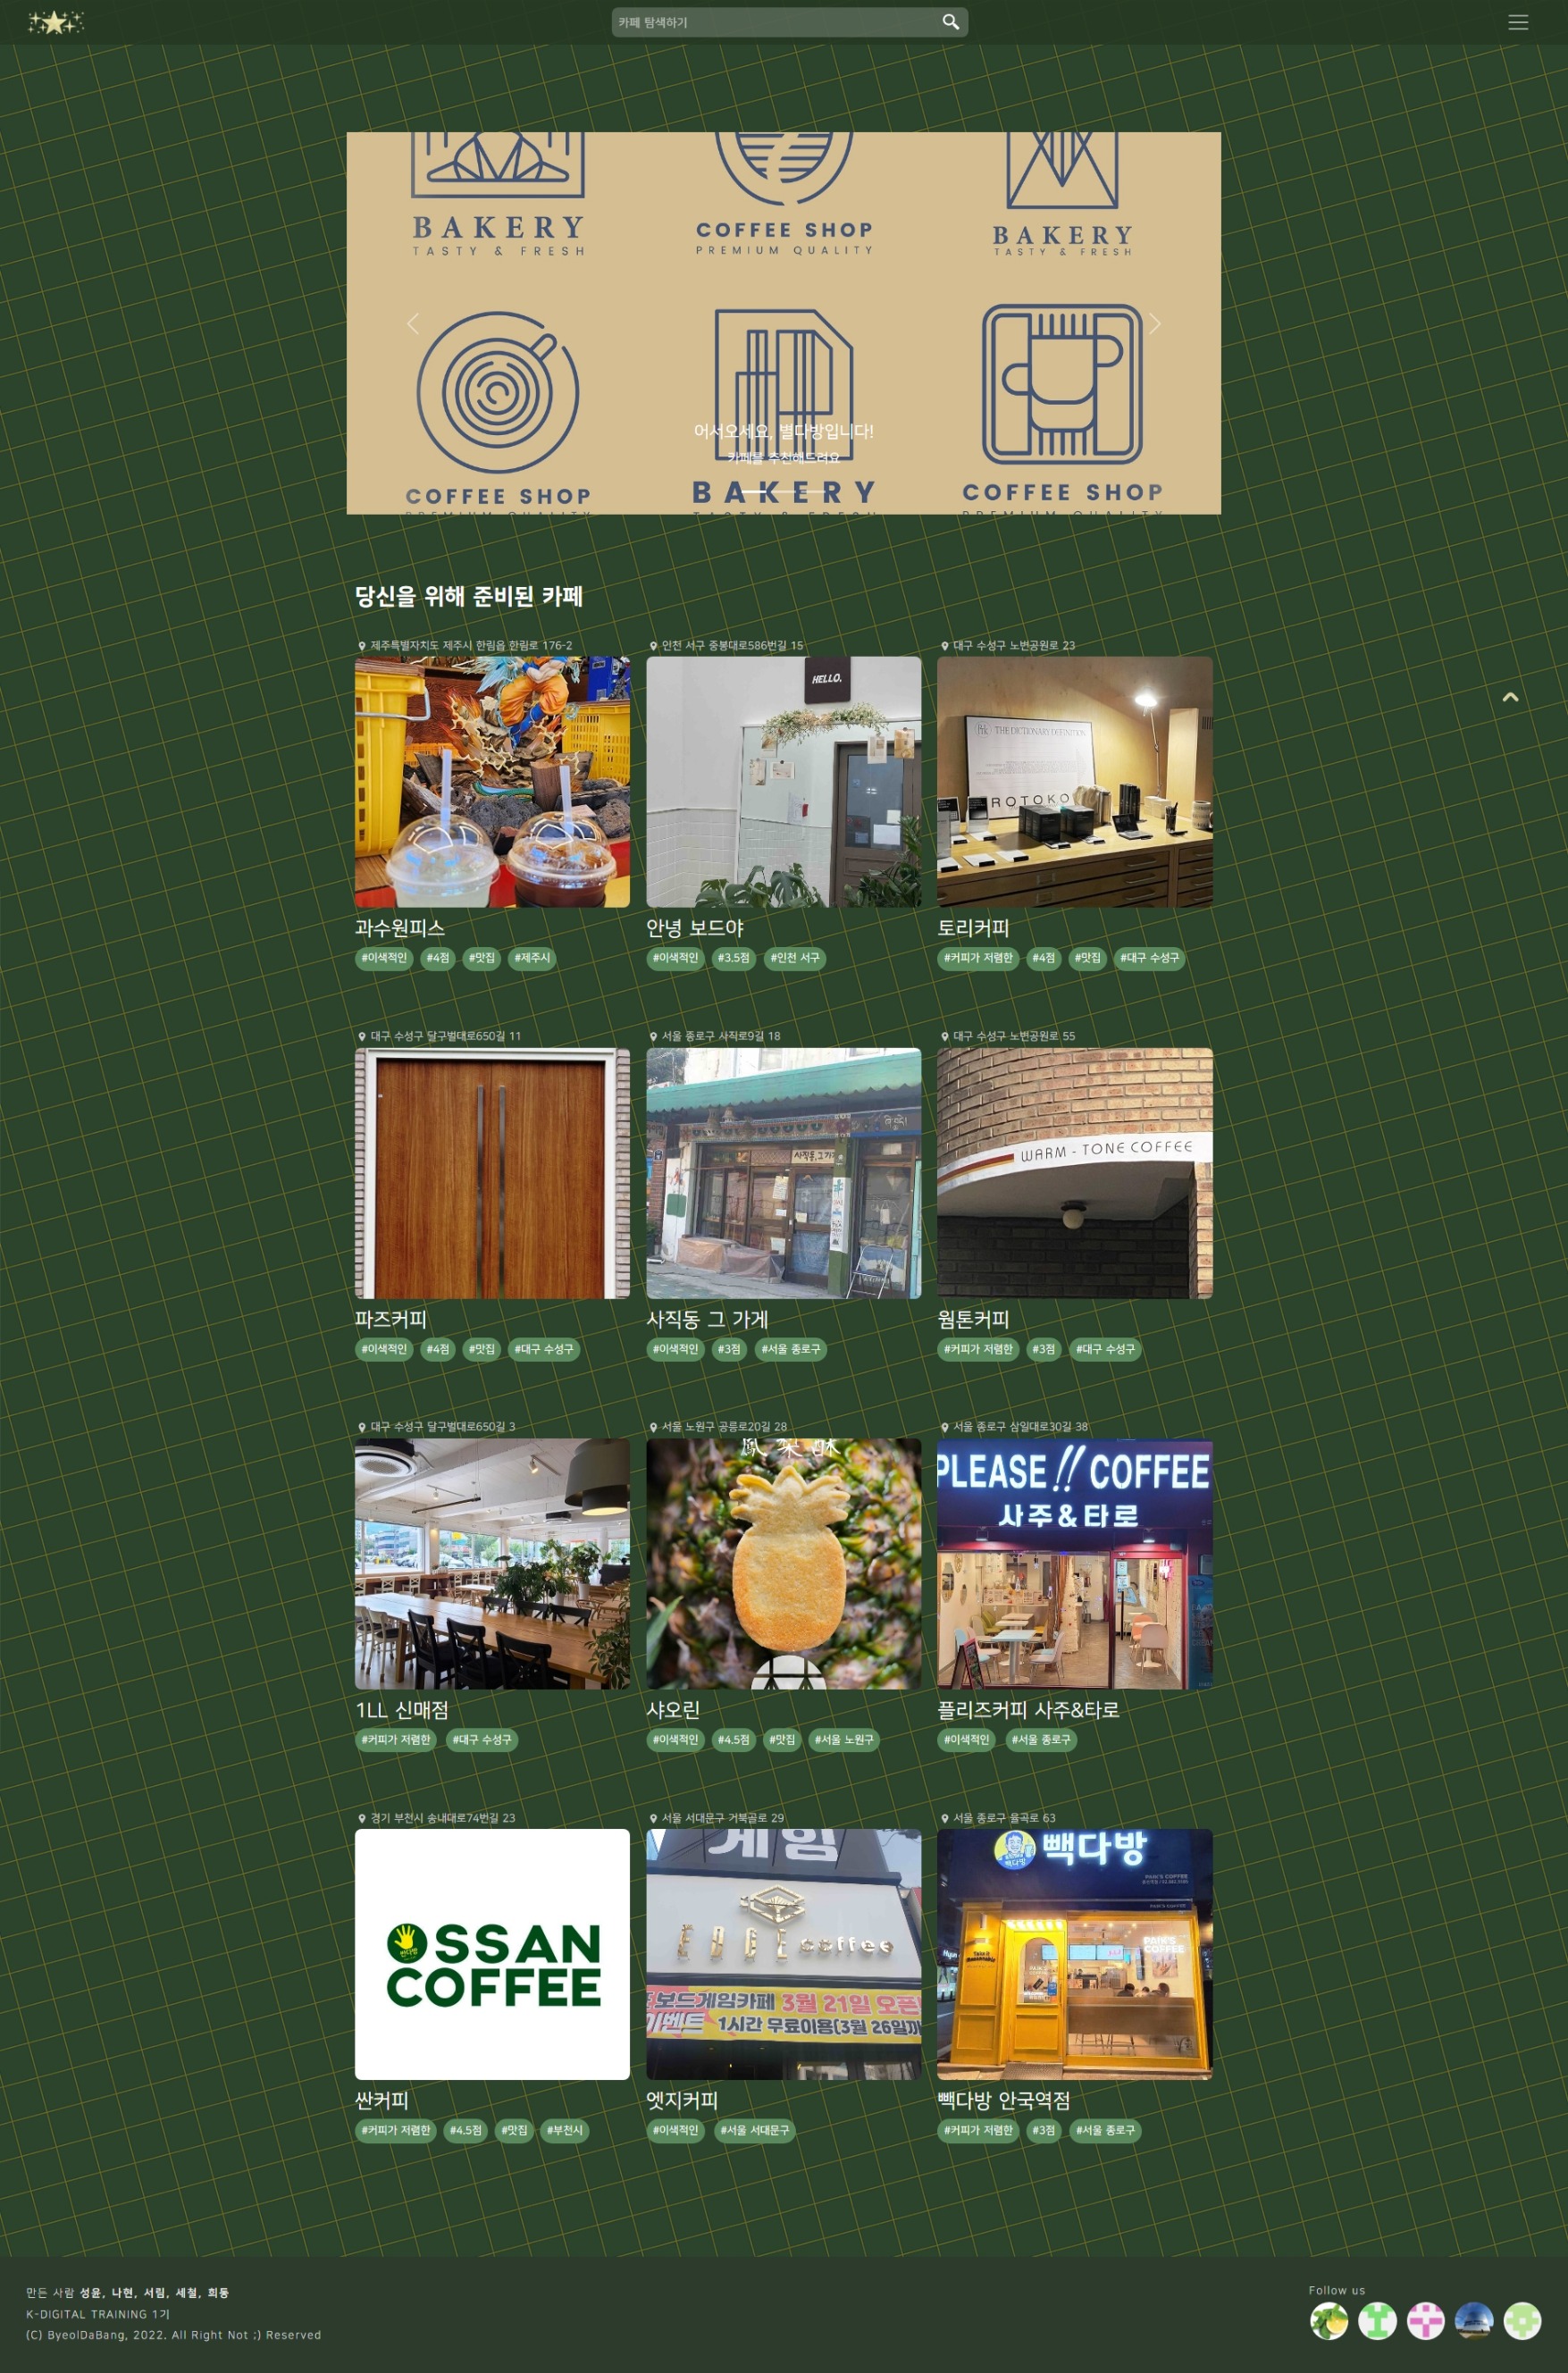 카페 탐색하기
BAKERY
TASTY & FRESH
COFFEE SHOP
PREMIUM QUALITY
BAKERY
TASTY & FRESH
어서오세요, 별다방입니다!
카페를 추천해드려요
COFFEE SHOP
PREMIUM QUALITY
BAKERY
TASTY & FRESH
COFFEE SHOP
PREMIUM QUALITY
당신을 위해 준비된 카페
제주특별자치도 제주시 한림읍 한림로 176-2
과수원피스
#이색적인 #4점 #맛집 #제주시
인천 서구 중봉대로586번길 15
HELLO.
안녕 보드야
#이색적인 #3.5점 #인천 서구
대구 수성구 노변공원로 23
THE DICTIONARY DEFINITION
ROTOKO
토리커피
#커피가 저렴한 #4점 #맛집 #대구 수성구
대구 수성구 달구벌대로650길 11
파즈커피
#이색적인 #4점 #맛집 #대구 수성구
서울 종로구 사직로9길 18
사직동, 그 가게
사직동 그 가게
#이색적인 #3점 #서울 종로구
대구 수성구 노변공원로 55
WARM - TONE COFFEE
웜톤커피
#커피가 저렴한 #3점 #대구 수성구
대구 수성구 달구벌대로650길 3
1LL 신매점
#커피가 저렴한 #대구 수성구
서울 노원구 공릉로20길 28
鳳梨酥
샤오린
#이색적인 #4.5점 #맛집 #서울 노원구
서울 종로구 삼일대로30길 38
PLEASE!! COFFEE
사주&타로
플리즈커피 사주&타로
#이색적인 #서울 종로구
경기 부천시 송내대로74번길 23
OSSAN
COFFEE
싼커피
#커피가 저렴한 #4.5점 #맛집 #부천시
서울 서대문구 거북골로 29
게임
EDGE coffee
보드게임카페 3월 21일 오픈
이벤트 1시간 무료이용(3월 26일까
엣지커피
#이색적인 #서울 서대문구
서울 종로구 율곡로 63
빽다방
PAIK'S COFFEE
PAIK'S
COFFEE
빽다방 안국역점
#커피가 저렴한 #3점 #서울 종로구
만든 사람 성윤, 나현, 서림, 세철, 희동
K-DIGITAL TRAINING 1기
(C) ByeolDaBang, 2022. All Right Not ;) Reserved
Follow us